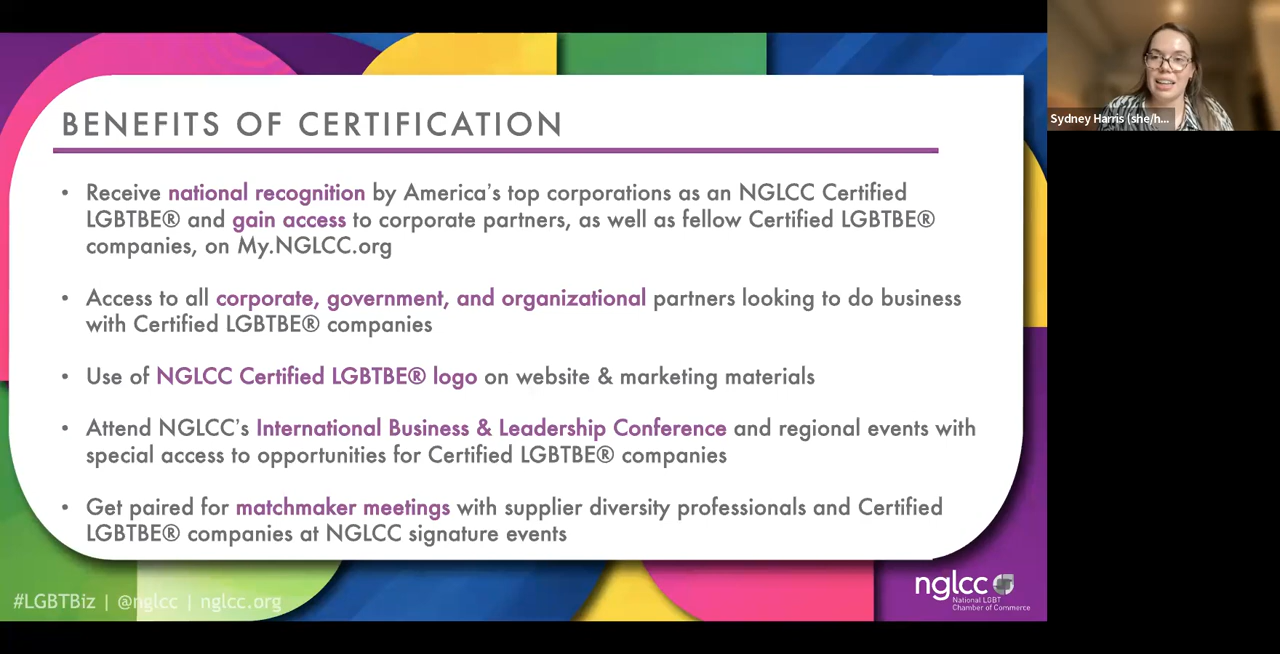 BENEFITS OF CERTIFICATION
• Receive national recognition by America's top corporations as an NGLCC Certified
LGBTBE® and gain access to corporate partners, as well as fellow Certified LGBTBE®
companies, on My.NGLCC.org
• Access to all corporate, government, and organizational partners looking to do business
with Certified LGBTBE® companies
• Use of NGLCC Certified LGBTBE® logo on website & marketing materials
• Attend NGLCC's International Business & Leadership Conference and regional events with
special access to opportunities for Certified LGBTBE® companies
• Get paired for matchmaker meetings with supplier diversity professionals and Certified
LGBTBE® companies at NGLCC signature events
#LGBTBiz | @nglcc | nglcc.org
nglcc
National LGBT
Chamber of Commerce
Sydney Harris (she/h...